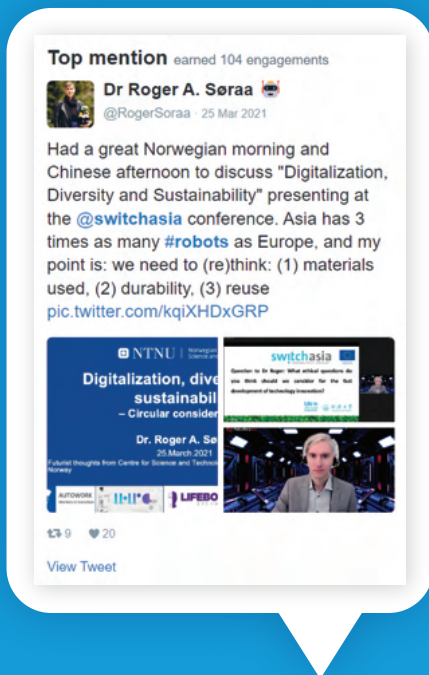 Top mention earned 104 engagements
Dr Roger A. Søraa
@RogerSoraa · 25 Mar 2021
Had a great Norwegian morning and
Chinese afternoon to discuss "Digitalization,
Diversity and Sustainability" presenting at
the @switchasia conference. Asia has 3
times as many #robots as Europe, and my
point is: we need to (re)think: (1) materials
used, (2) durability, (3) reuse
pic.twitter.com/kqiXHDxGRP
NTNU | Norwegian
Science and
Digitalization, dive
sustainabil
– Circular consider
Dr. Roger A. Sø
25.March.2021
Futurist thoughts from Centre for Science and Technol
Norway
AUTOWORK
LIFEBO
switchasia
Question to Dr Roger: What ethical questions do
you think should we consider for the fast
development of technology innovation?
9 20
View Tweet